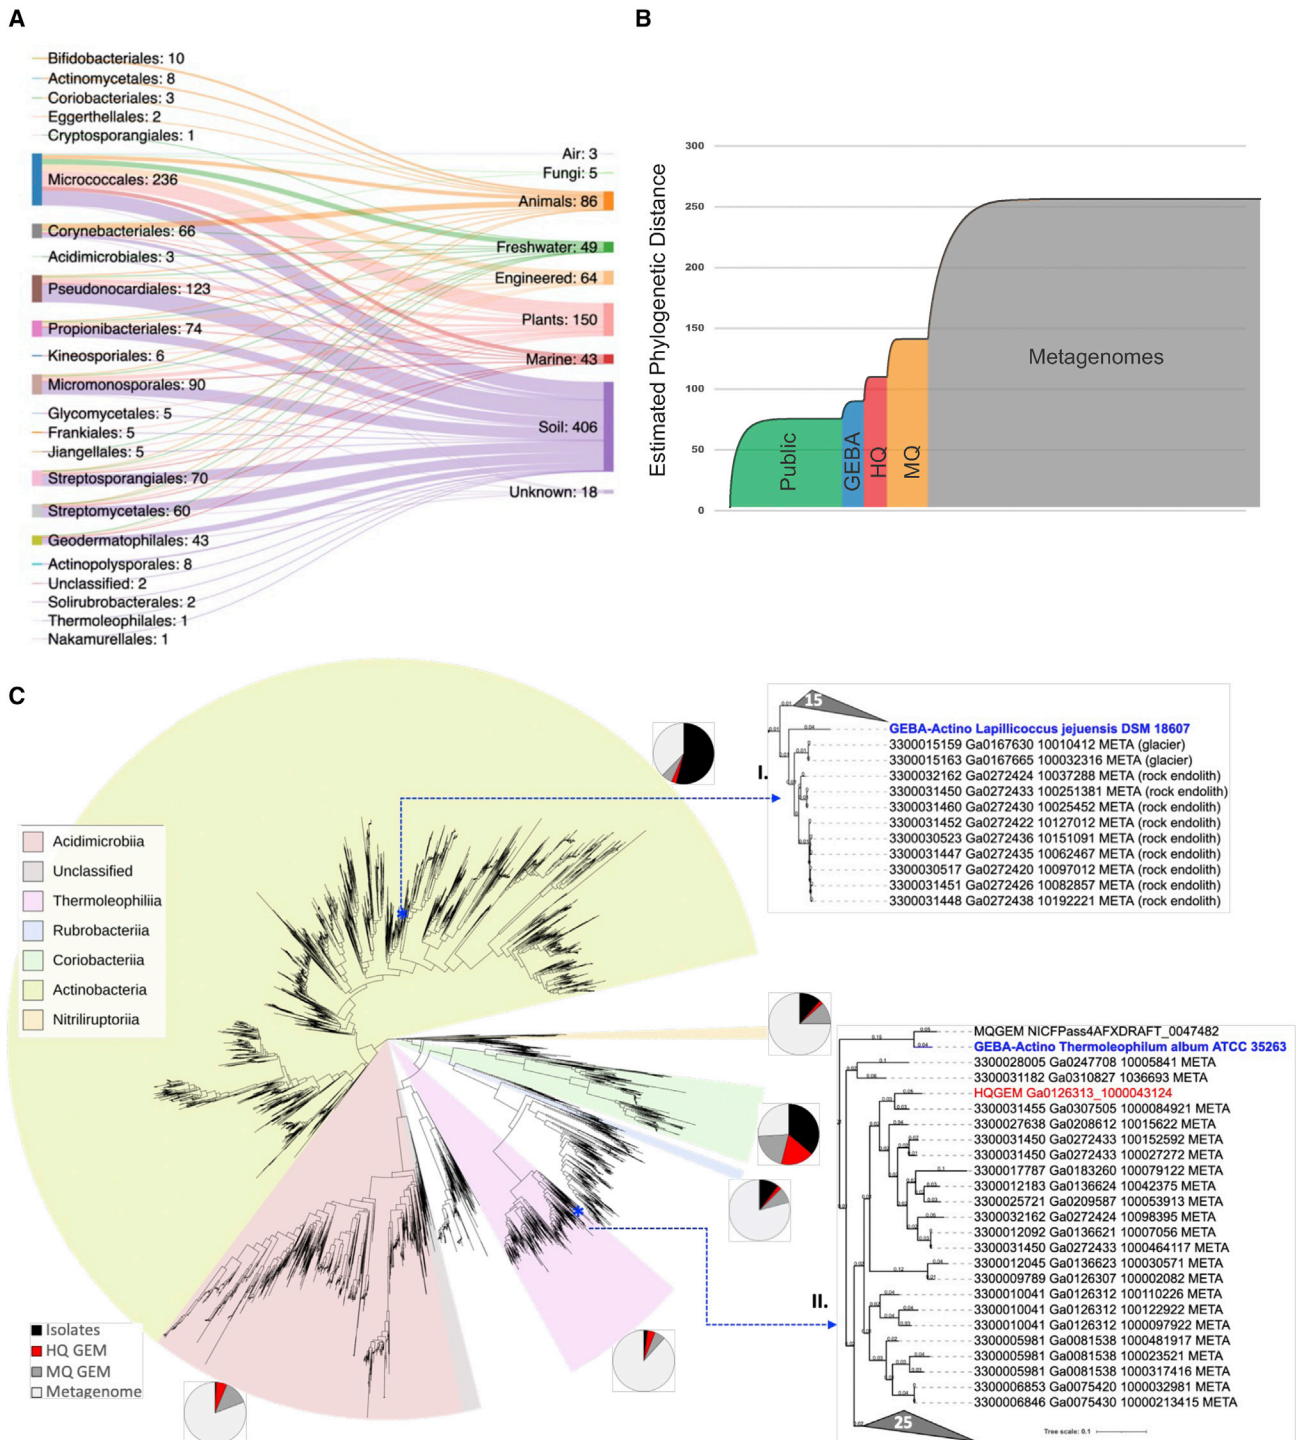 A
Bifidobacteriales: 10
Actinomycetales: 8
Coriobacteriales: 3
Eggerthellales: 2
Cryptosporangiales: 1
Micrococcales: 236
Corynebacteriales: 66
Acidimicrobiales: 3
Pseudonocardiales: 123
Propionibacteriales: 74
Kineosporiales: 6
Micromonosporales: 90
Glycomycetales: 5
Frankiales: 5
Jiangellales: 5
Streptosporangiales: 70
Streptomycetales: 60
Geodermatophilales: 43
Actinopolysporales: 8
Unclassified: 2
Solirubrobacterales: 2
Thermoleophilales: 1
Nakamurellales: 1
Air: 3
Fungi: 5
Animals: 86
Freshwater: 49
Engineered: 64
Plants: 150
Marine: 43
Soil: 406
Unknown: 18
B
Estimated Phylogenetic Distance
300
250
200
150
100
50
0
Public
GEBA
HQ
MQ
Metagenomes
C
Acidimicrobiia
Unclassified
Thermoleophiliia
Rubrobacteriia
Coriobacteriia
Actinobacteria
Nitriliruptoriia
Isolates
HQ GEM
MQ GEM
Metagenome
I.
15
GEBA-Actino Lapillicoccus jejuensis DSM 18607
3300015159 Ga0167630 10010412 META (glacier)
3300015163 Ga0167665 100032316 META (glacier)
3300032162 Ga0272424 10037288 META (rock endolith)
3300031450 Ga0272433 100251381 META (rock endolith)
3300031460 Ga0272430 10025452 META (rock endolith)
3300031452 Ga0272422 10127012 META (rock endolith)
3300030523 Ga0272436 10151091 META (rock endolith)
3300031447 Ga0272435 10062467 META (rock endolith)
3300030517 Ga0272420 10097012 META (rock endolith)
3300031451 Ga0272426 10082857 META (rock endolith)
3300031448 Ga0272438 10192221 META (rock endolith)
II.
MQGEM NICFPass4AFXDRAFT_0047482
GEBA-Actino Thermoleophilum album ATCC 35263
3300028005 Ga0247708 10005841 META
3300031182 Ga0310827 1036693 META
HQGEM Ga0126313_1000043124
3300031455 Ga0307505 1000084921 META
3300027638 Ga0208612 10015622 META
3300031450 Ga0272433 100152592 META
3300031450 Ga0272433 100027272 META
3300017787 Ga0183260 100079122 META
3300012183 Ga0136624 10042375 META
3300025721 Ga0209587 100053913 META
3300032162 Ga0272424 10098395 META
3300012092 Ga0136621 10007056 META
3300031450 Ga0272433 1000464117 META
3300012045 Ga0136623 100030571 META
3300009789 Ga0126307 100002082 META
3300010041 Ga0126312 100110226 META
3300010041 Ga0126312 100122922 META
3300010041 Ga0126312 1000097922 META
3300005981 Ga0081538 1000481917 META
3300005981 Ga0081538 100023521 META
3300005981 Ga0081538 1000317416 META
3300006853 Ga0075420 1000032981 META
3300006846 Ga0075430 10000213415 META
25
Tree scale: 0.1